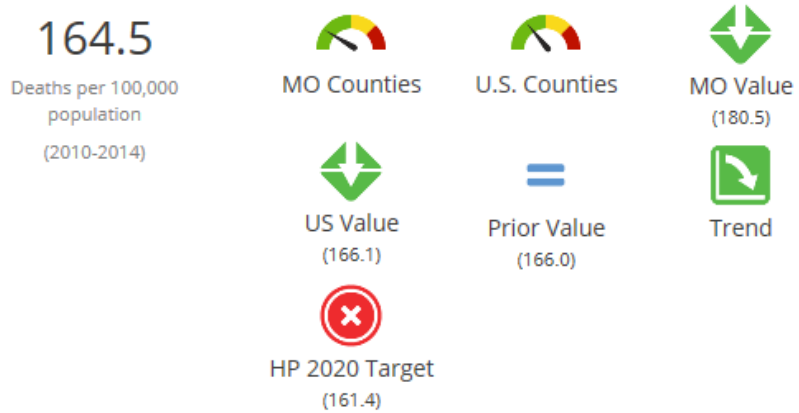 164.5
Deaths per 100,000
population
(2010-2014)
MO Counties
U.S. Counties
MO Value
(180.5)
US Value
(166.1)
Prior Value
(166.0)
Trend
HP 2020 Target
(161.4)